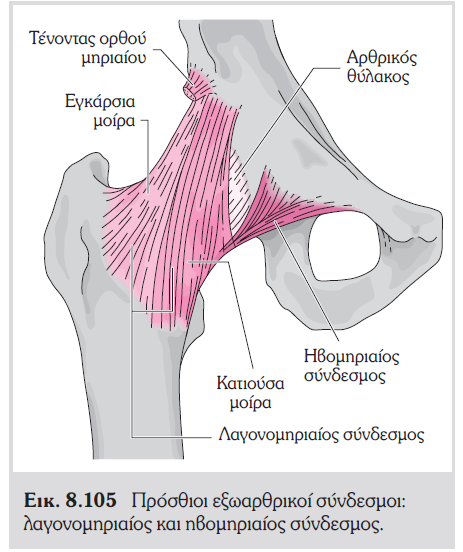 Τένοντας ορθού
μηριαίου
Εγκάρσια
μοίρα
Αρθρικός
θύλακος
Ηβομηριαίος
σύνδεσμος
Κατιούσα
μοίρα
Λαγονομηριαίος σύνδεσμος
Εικ. 8.105 Πρόσθιοι εξωαρθρικοί σύνδεσμοι:
λαγονομηριαίος και ηβομηριαίος σύνδεσμος.